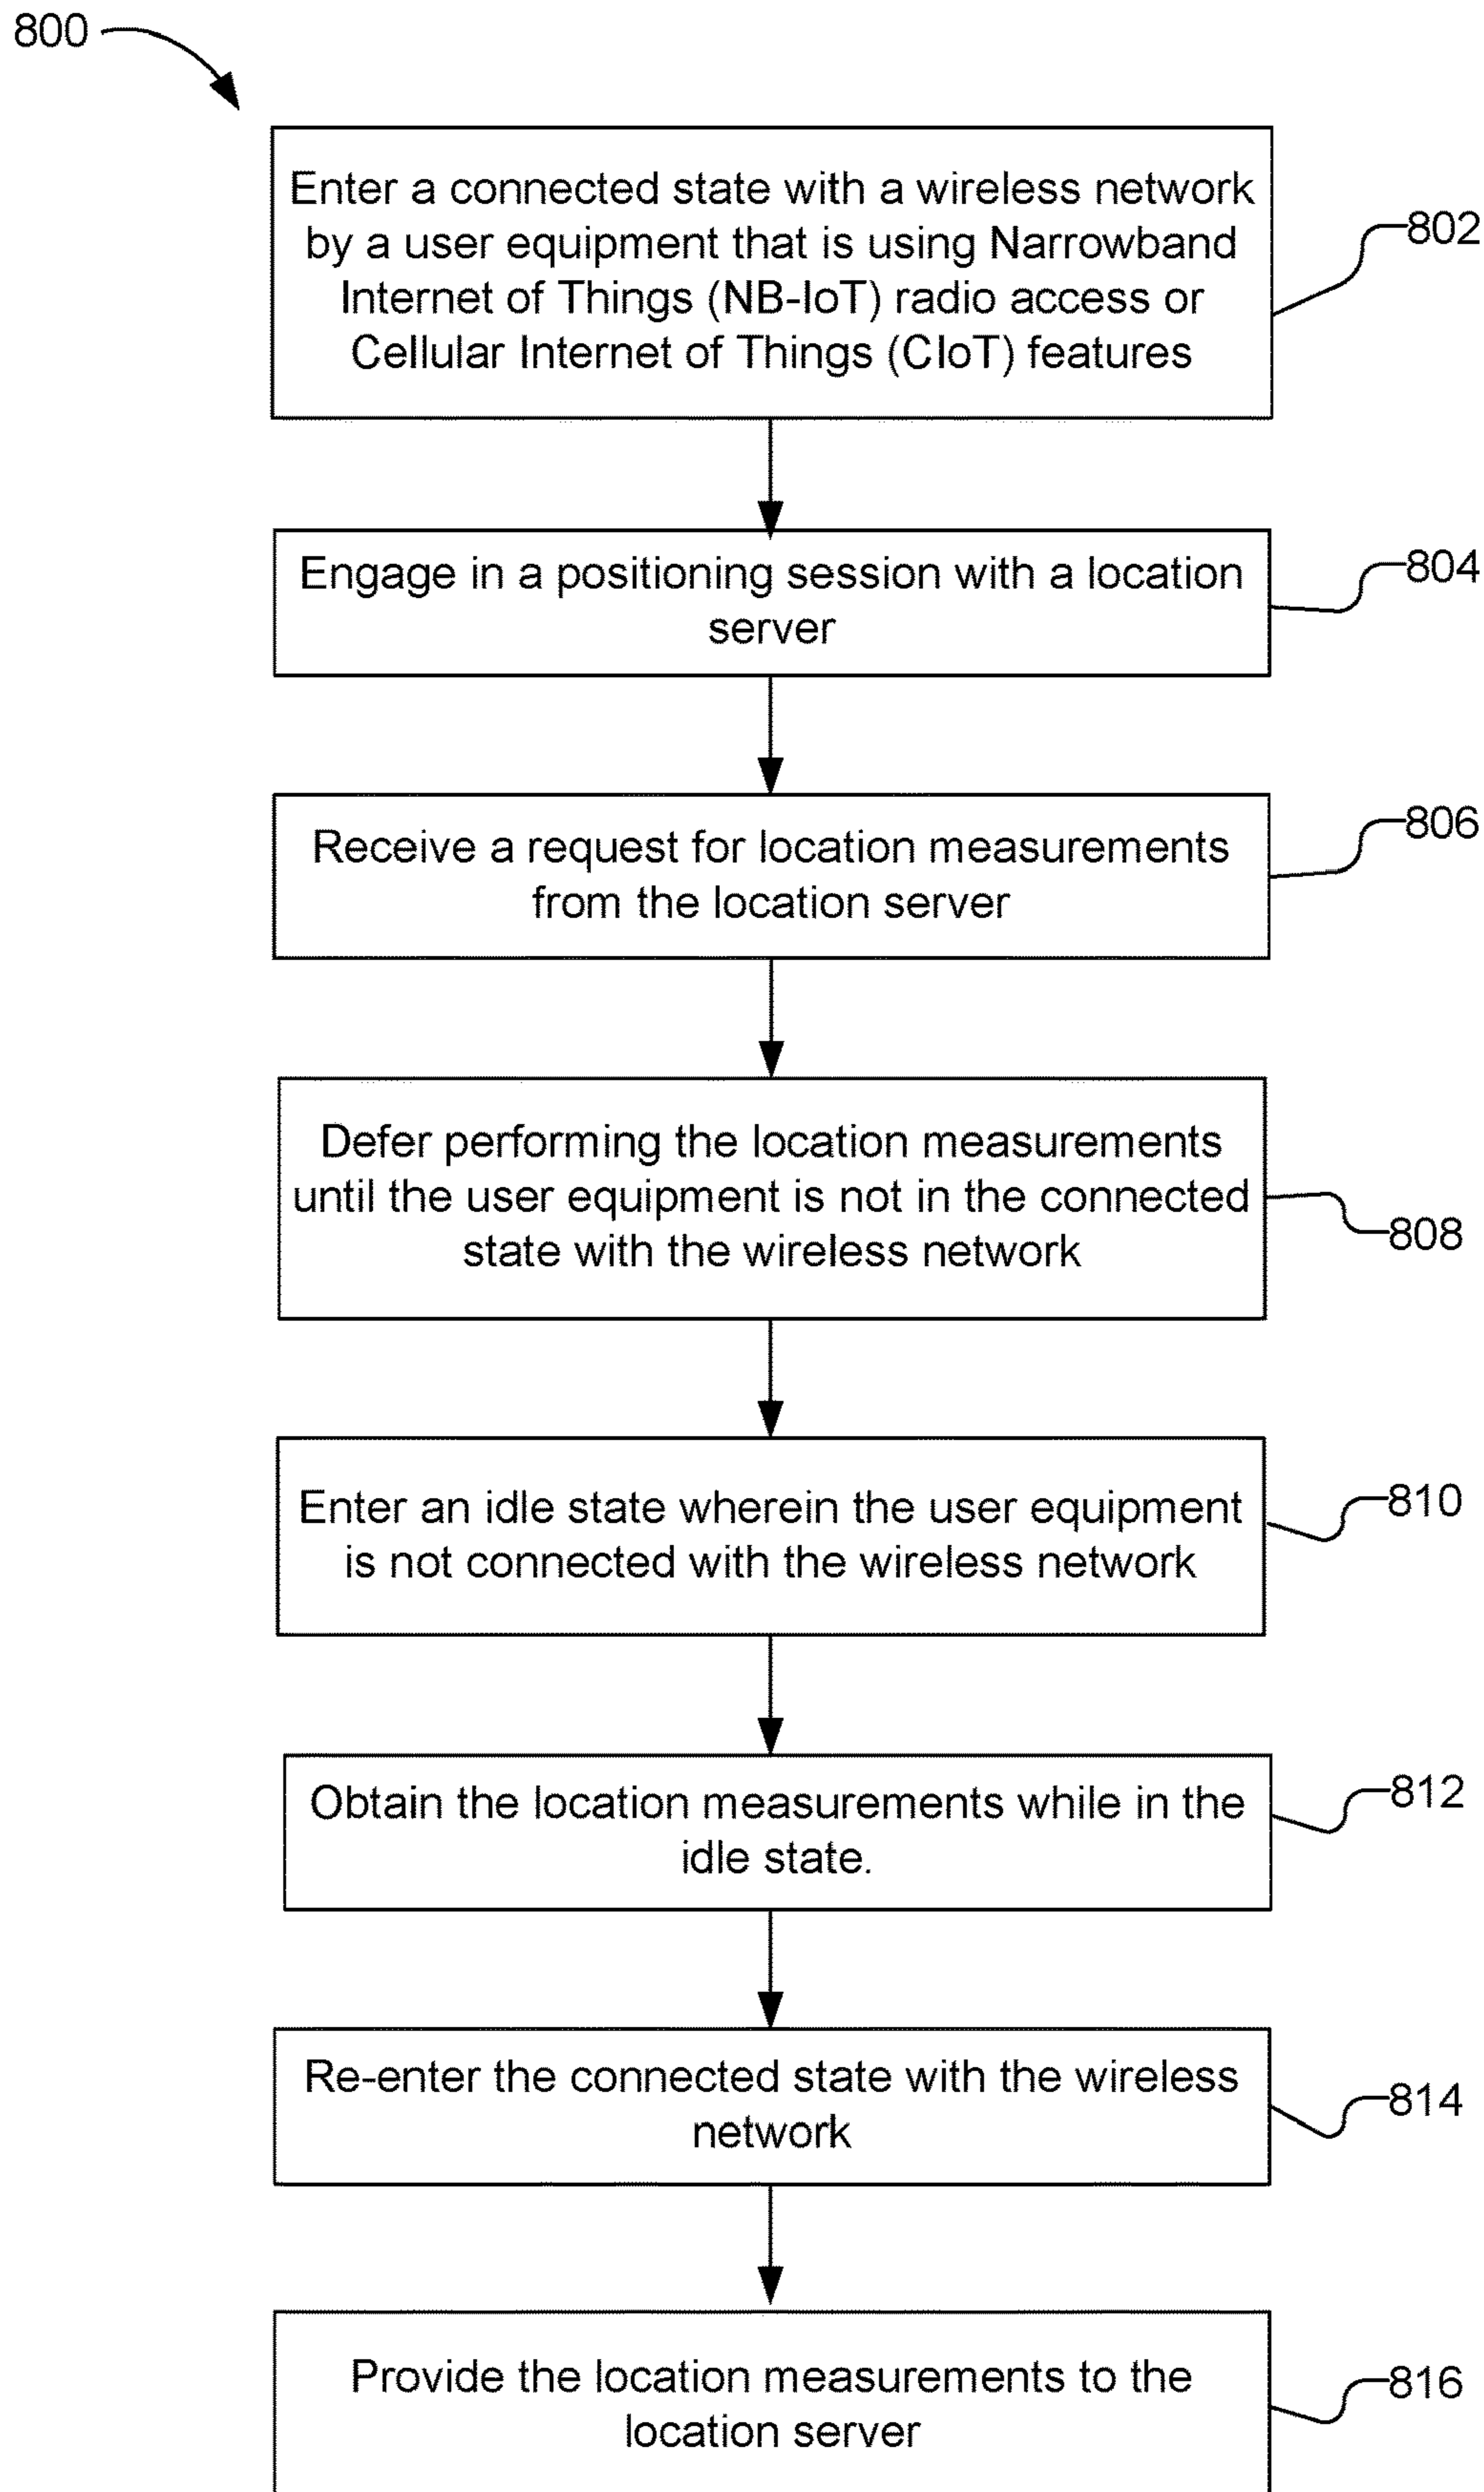 800
Enter a connected state with a wireless network
by a user equipment that is using Narrowband
Internet of Things (NB-IoT) radio access or
Cellular Internet of Things (CIoT) features
802
Engage in a positioning session with a location
server
804
Receive a request for location measurements
from the location server
806
Defer performing the location measurements
until the user equipment is not in the connected
state with the wireless network
808
Enter an idle state wherein the user equipment
is not connected with the wireless network
810
Obtain the location measurements while in the
idle state.
812
Re-enter the connected state with the wireless
network
814
Provide the location measurements to the
location server
816